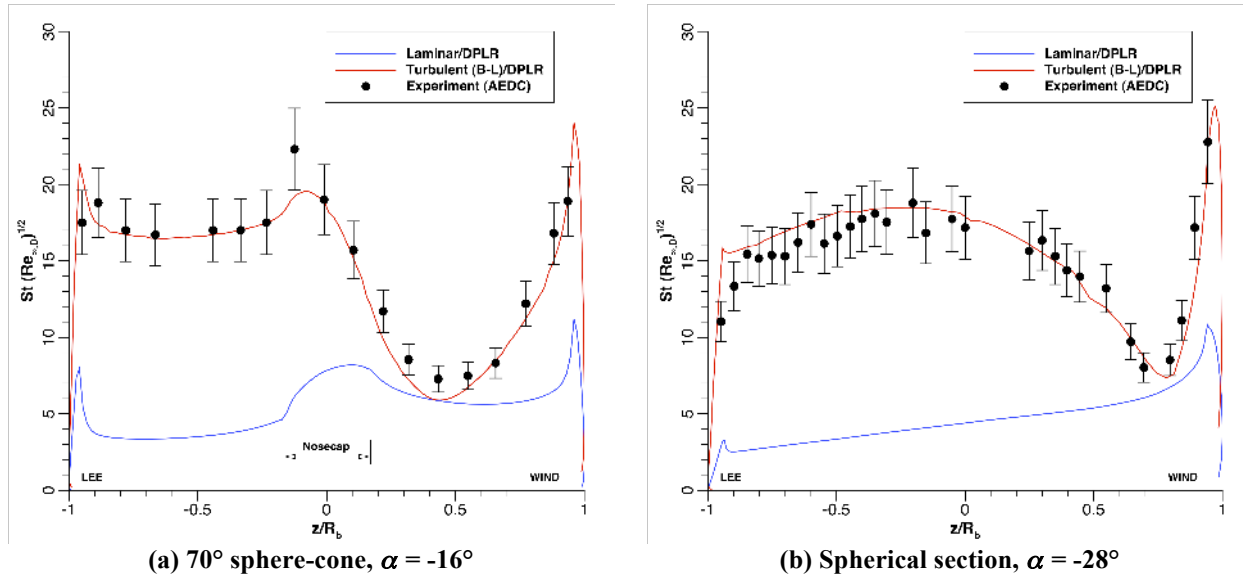 30
25
20
15
10
5
0
St (Re∞,D)1/2
Laminar/DPLR
Turbulent (B-L)/DPLR
Experiment (AEDC)
Nosecap
LEE
WIND
-1 -0.5 0 0.5 1
z/Rb
(a) 70° sphere-cone, α = -16°
30
25
20
15
10
5
0
St (Re∞,D)1/2
Laminar/DPLR
Turbulent (B-L)/DPLR
Experiment (AEDC)
LEE
WIND
-1 -0.5 0 0.5 1
z/Rb
(b) Spherical section, α = -28°